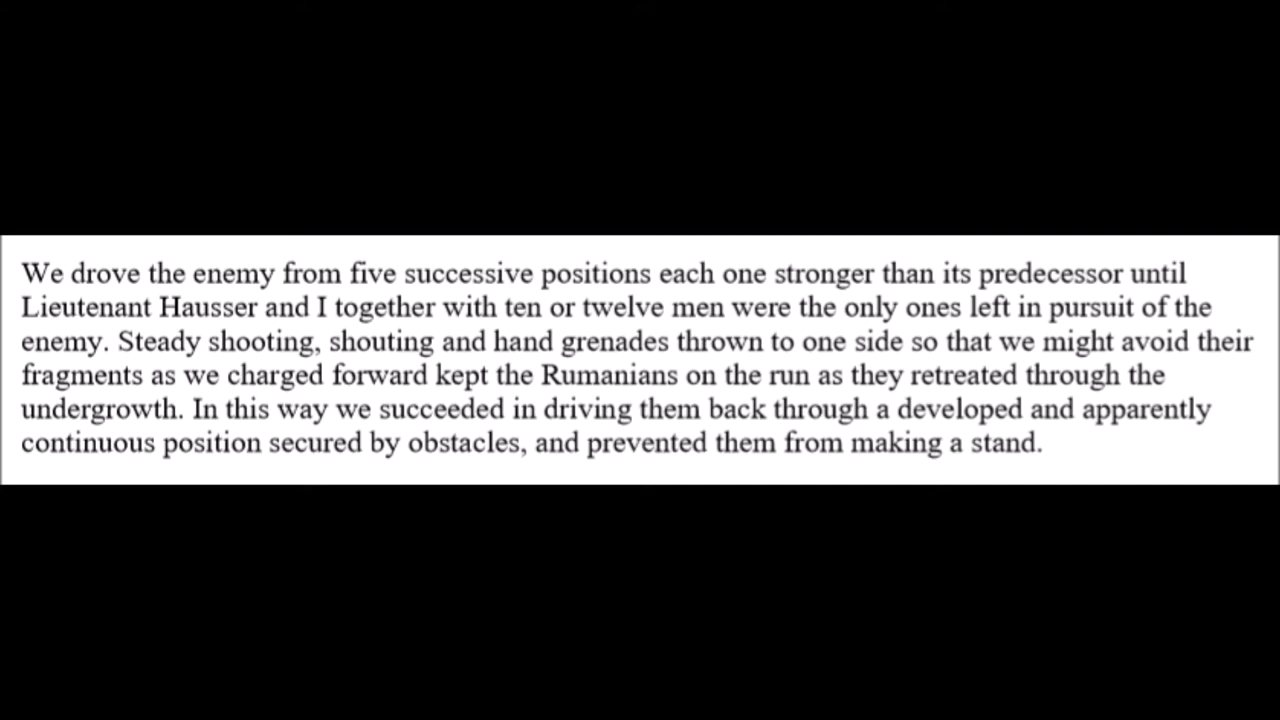 We drove the enemy from five successive positions each one stronger than its predecessor until
Lieutenant Hausser and I together with ten or twelve men were the only ones left in pursuit of the
enemy. Steady shooting, shouting and hand grenades thrown to one side so that we might avoid their
fragments as we charged forward kept the Rumanians on the run as they retreated through the
undergrowth. In this way we succeeded in driving them back through a developed and apparently
continuous position secured by obstacles, and prevented them from making a stand.